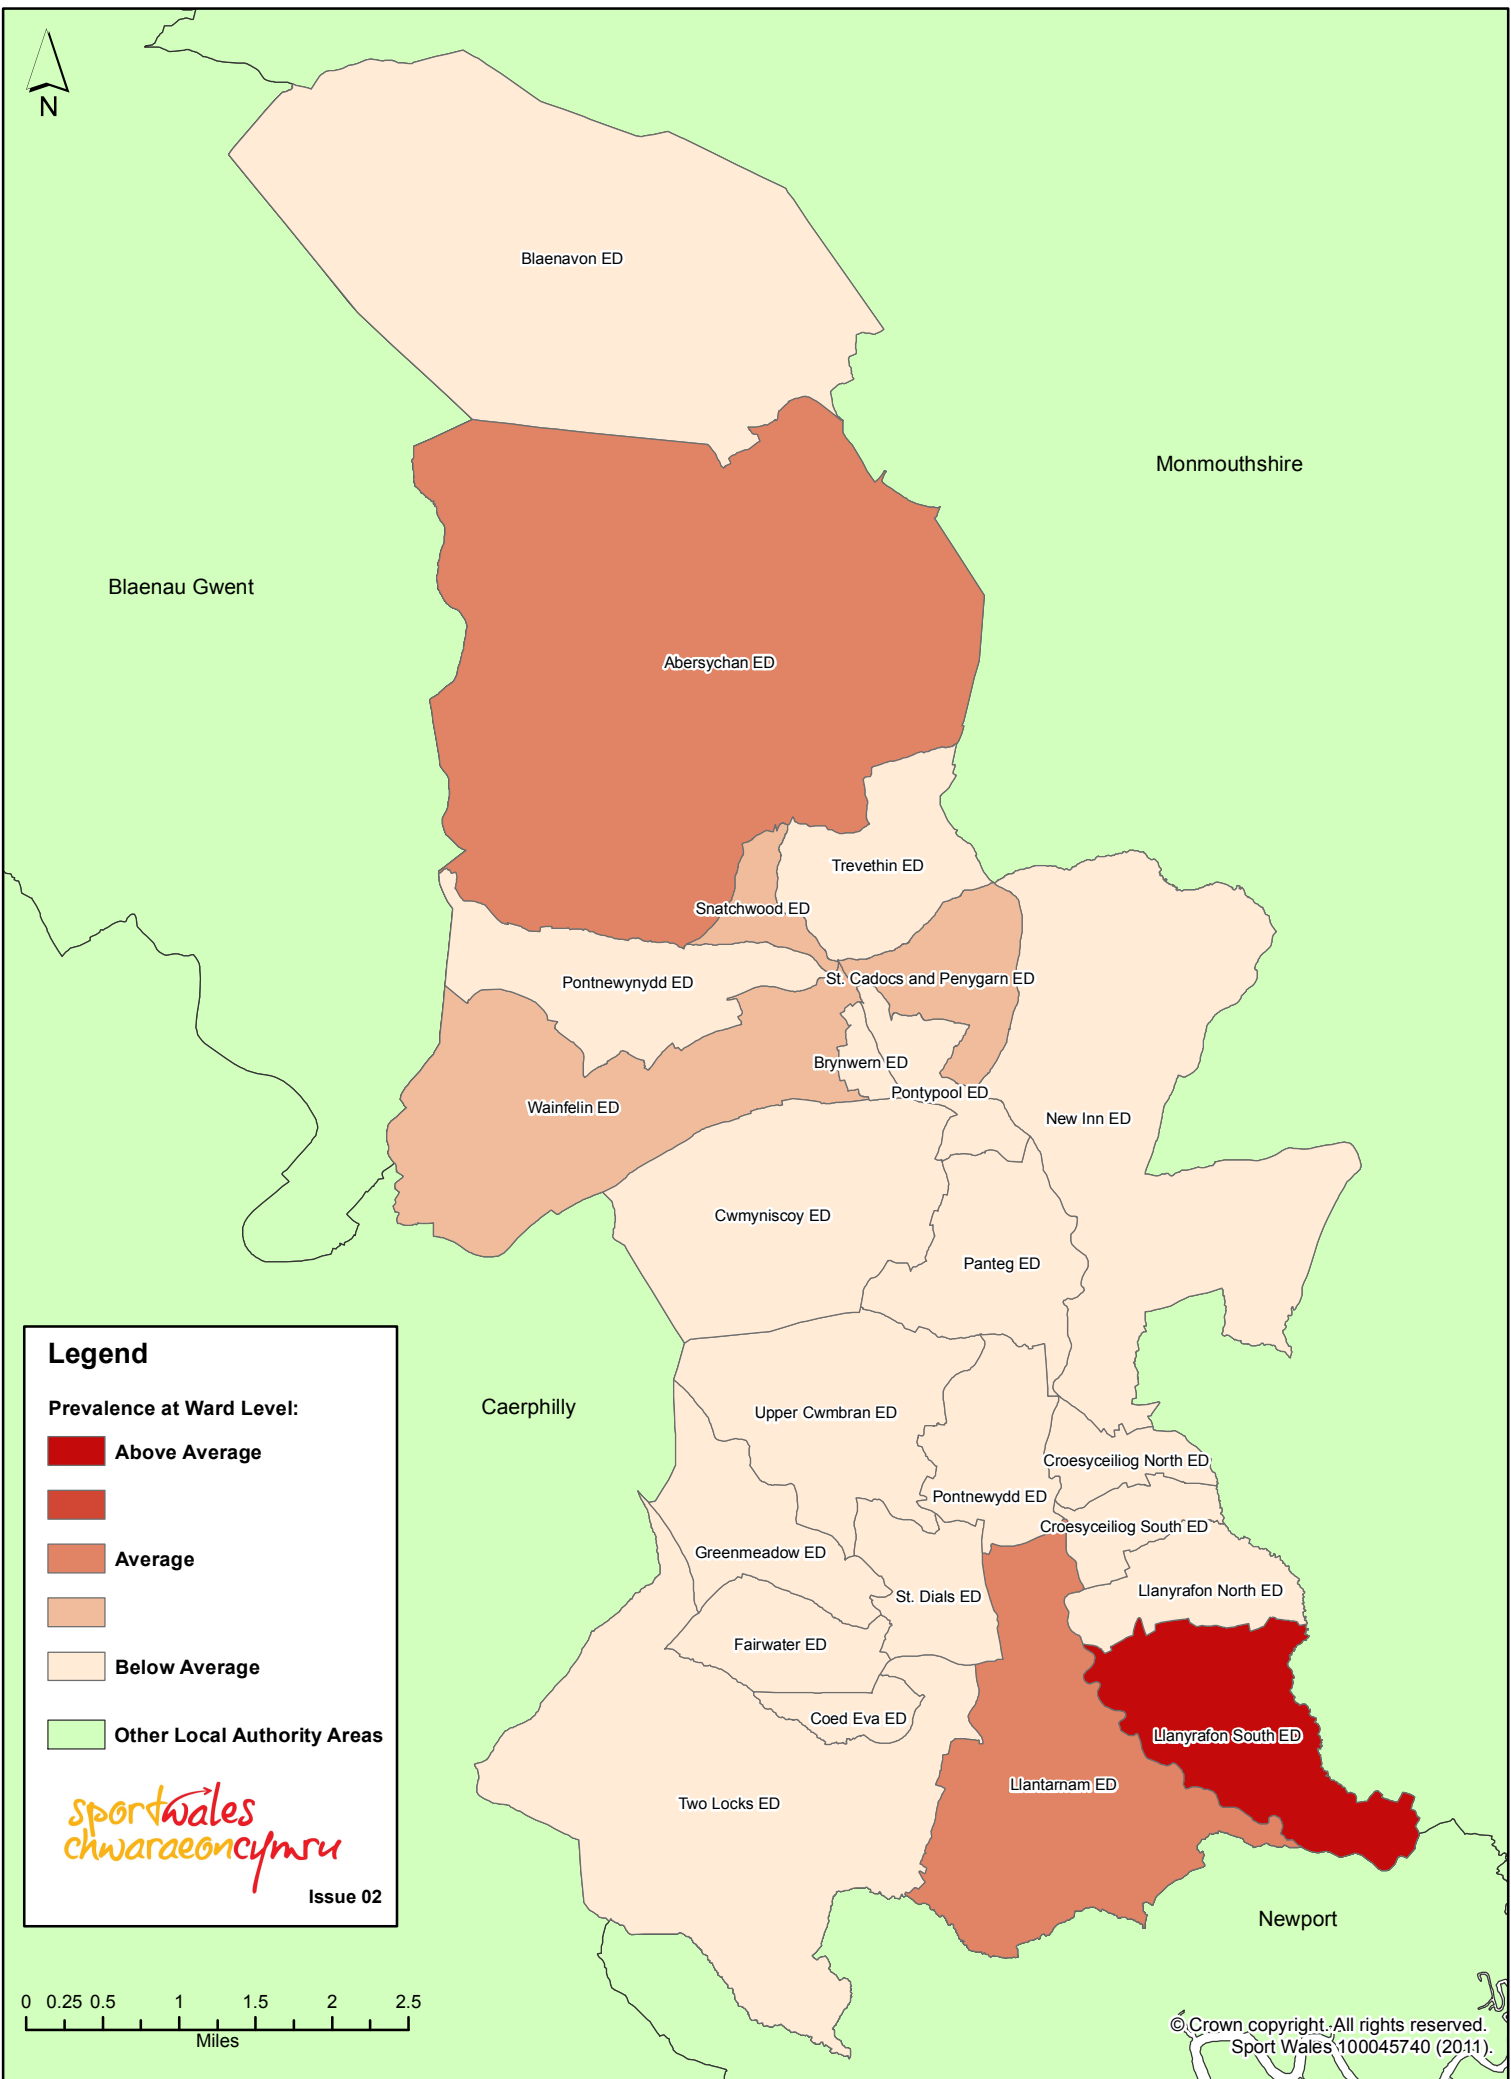 N
Blaenavon ED
Monmouthshire
Blaenau Gwent
Abersychan ED
Trevethin ED
Snatchwood ED
St. Cadocs and Penygarn ED
Pontnewynydd ED
Brynwern ED
Pontypool ED
Wainfelin ED
New Inn ED
Cwmyniscoy ED
Panteg ED
Caerphilly
Upper Cwmbran ED
Croesyceiliog North ED
Pontnewydd ED
Croesyceiliog South ED
Greenmeadow ED
Llanyrafon North ED
St. Dials ED
Fairwater ED
Coed Eva ED
Llanyrafon South ED
Llantarnam ED
Two Locks ED
Newport
Legend
Prevalence at Ward Level:
Above Average
Average
Below Average
Other Local Authority Areas
sportwales
chwaraeoncymru
Issue 02
0 0.25 0.5 1 1.5 2 2.5
Miles
© Crown copyright. All rights reserved.
Sport Wales 100045740 (2011).